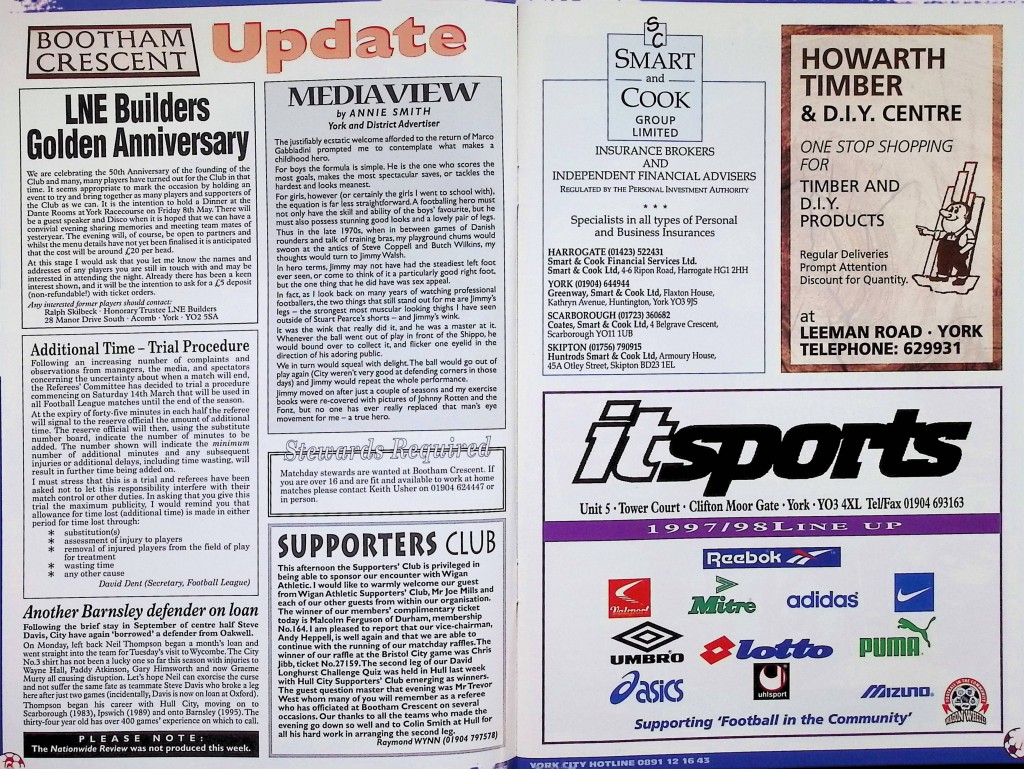 BOOTHAM
CRESCENT
Update
LNE Builders
Golden Anniversary
We are celebrating the 50th Anniversary of the founding of the
Club and many, many players have turned out for the Club in that
time. It seems appropriate to mark the occasion by holding an
event to try and bring together as many players and supporters of
the Club as we can. It is the intention to hold a Dinner at the
Dante Rooms at York Racecourse on Friday 8th May. There will
be a guest speaker and Disco when it is hoped that we can have a
convivial evening sharing memories and meeting team mates of
yesteryear. The evening will, of course, be open to partners and
whilst the menu details have not yet been finalised it is anticipated
that the cost will be around £20 per head.
At this stage I would ask that you let me know the names and
addresses of any players you are still in touch with and may be
interested in attending the night. Already there has been a keen
interest shown, and it will be the intention to ask for a £5 deposit
(non-refundable!) with ticket orders.
Any interested former players should contact:
Ralph Skilbeck · Honorary Trustee LNE Builders
28 Manor Drive South · Acomb · York · YO2 5SA
Additional Time – Trial Procedure
Following an increasing number of complaints and
observations from managers, the media, and spectators
concerning the uncertainty about when a match will end,
the Referees' Committee has decided to trial a procedure
commencing on Saturday 14th March that will be used in
all Football League matches until the end of the season.
At the expiry of forty-five minutes in each half the referee
will signal to the reserve official the amount of additional
time. The reserve official will then, using the substitute
number board, indicate the number of minutes to be
added. The number shown will indicate the minimum
number of additional minutes and any subsequent
injuries or additional delays, including time wasting, will
result in further time being added on.
I must stress that this is a trial and referees have been
asked not to let this responsibility interfere with their
match control or other duties. In asking that you give this
trial the maximum publicity, I would remind you that
allowance for time lost (additional time) is made in either
period for time lost through:
* substitution(s)
* assessment of injury to players
* removal of injured players from the field of play
for treatment
* wasting time
* any other cause
David Dent (Secretary, Football League)
Another Barnsley defender on loan
Following the brief stay in September of centre half Steve
Davis, City have again 'borrowed' a defender from Oakwell.
On Monday, left back Neil Thompson began a month's loan and
went straight into the team for Tuesday's visit to Wycombe. The City
No.3 shirt has not been a lucky one so far this season with injuries to
Wayne Hall, Paddy Atkinson, Gary Himsworth and now Graeme
Murty all causing disruption. Let's hope Neil can exorcise the curse
and not suffer the same fate as teammate Steve Davis who broke a leg
here after just two games (incidentally, Davis is now on loan at Oxford).
Thompson began his career with Hull City, moving on to
Scarborough (1983), Ipswich (1989) and onto Barnsley (1995). The
thirty-four year old has over 400 games' experience on which to call.
PLEASE NOTE:
The Nationwide Review was not produced this week.
MEDIAVIEW
by ANNIE SMITH
York and District Advertiser
The justifiably ecstatic welcome afforded to the return of Marco
Gabbiadini prompted me to contemplate what makes a
childhood hero.
For boys the formula is simple. He is the one who scores the
most goals, makes the most spectacular saves, or tackles the
hardest and looks meanest.
For girls, however (or certainly the girls I went to school with),
the equation is far less straightforward. A footballing hero must
not only have the skill and ability of the boys' favourite, but he
must also possess stunning good looks and a lovely pair of legs.
Thus in the late 1970s, when in between games of Danish
rounders and talk of training bras, my playground chums would
swoon at the antics of Steve Coppell and Butch Wilkins, my
thoughts would turn to Jimmy Walsh.
In hero terms, Jimmy may not have had the steadiest left foot
ever seen, or come to think of it a particularly good right foot,
but the one thing that he did have was sex appeal.
In fact, as I look back on many years of watching professional
footballers, the two things that still stand out for me are Jimmy's
legs – the strongest most muscular looking thighs I have seen
outside of Stuart Pearce's shorts – and Jimmy's wink.
It was the wink that really did it, and he was a master at it.
Whenever the ball went out of play in front of the Shippo, he
would bound over to collect it, and flicker one eyelid in the
direction of his adoring public.
We in turn would squeal with delight. The ball would go out of
play again (City weren't very good at defending corners in those
days) and Jimmy would repeat the whole performance.
Jimmy moved on after just a couple of seasons and my exercise
books were re-covered with pictures of Johnny Rotten and the
Fonz, but no one has ever really replaced that man's eye
movement for me – a true hero.
Stewards Required
Matchday stewards are wanted at Bootham Crescent. If
you are over 16 and are fit and available to work at home
matches please contact Keith Usher on 01904 624447 or
in person.
SUPPORTERS CLUB
This afternoon the Supporters' Club is privileged in
being able to sponsor our encounter with Wigan
Athletic. I would like to warmly welcome our guest
from Wigan Athletic Supporters' Club, Mr Joe Mills and
each of our other guests from within our organisation.
The winner of our members' complimentary ticket
today is Malcolm Ferguson of Durham, membership
No.164. I am pleased to report that our vice-chairman,
Andy Heppell, is well again and that we are able to
continue with the running of our matchday raffles. The
winner of our raffle at the Bristol City game was Chris
Jibb, ticket No.27159. The second leg of our David
Longhurst Challenge Quiz was held in Hull last week
with Hull City Supporters' Club emerging as winners.
The guest question master that evening was Mr Trevor
West whom many of you will remember as a referee
who has officiated at Bootham Crescent on several
occasions. Our thanks to all the teams who made the
evening go down so well and to Colin Smith at Hull for
all his hard work in arranging the second leg.
Raymond WYNN (01904 797578)
S
C
SMART
and
COOK
GROUP
LIMITED
INSURANCE BROKERS
AND
INDEPENDENT FINANCIAL ADVISERS
REGULATED BY THE PERSONAL INVESTMENT AUTHORITY
* * *
Specialists in all types of Personal
and Business Insurances
HARROGATE (01423) 522431
Smart & Cook Financial Services Ltd.
Smart & Cook Ltd, 4-6 Ripon Road, Harrogate HG1 2HH
YORK (01904) 644944
Greenway, Smart & Cook Ltd, Flaxton House,
Kathryn Avenue, Huntington, York YO3 9JS
SCARBOROUGH (01723) 360682
Coates, Smart & Cook Ltd, 4 Belgrave Crescent,
Scarborough YO11 1UB
SKIPTON (01756) 790915
Huntrods Smart & Cook Ltd, Armoury House,
45A Otley Street, Skipton BD23 1EL
HOWARTH
TIMBER
& D.I.Y. CENTRE
ONE STOP SHOPPING
FOR
TIMBER AND
D.I.Y.
PRODUCTS
Regular Deliveries
Prompt Attention
Discount for Quantity.
at
LEEMAN ROAD · YORK
TELEPHONE: 629931
itsports
Unit 5 · Tower Court · Clifton Moor Gate · York · YO3 4XL Tel/Fax 01904 693163
1997/98 LINE UP
Reebok
Valmont
Mitre
adidas
UMBRO
lotto
PUMA
asics
uhlsport
MIZUNO
Supporting 'Football in the Community'
YORK CITY HOTLINE 0891 12 16 43